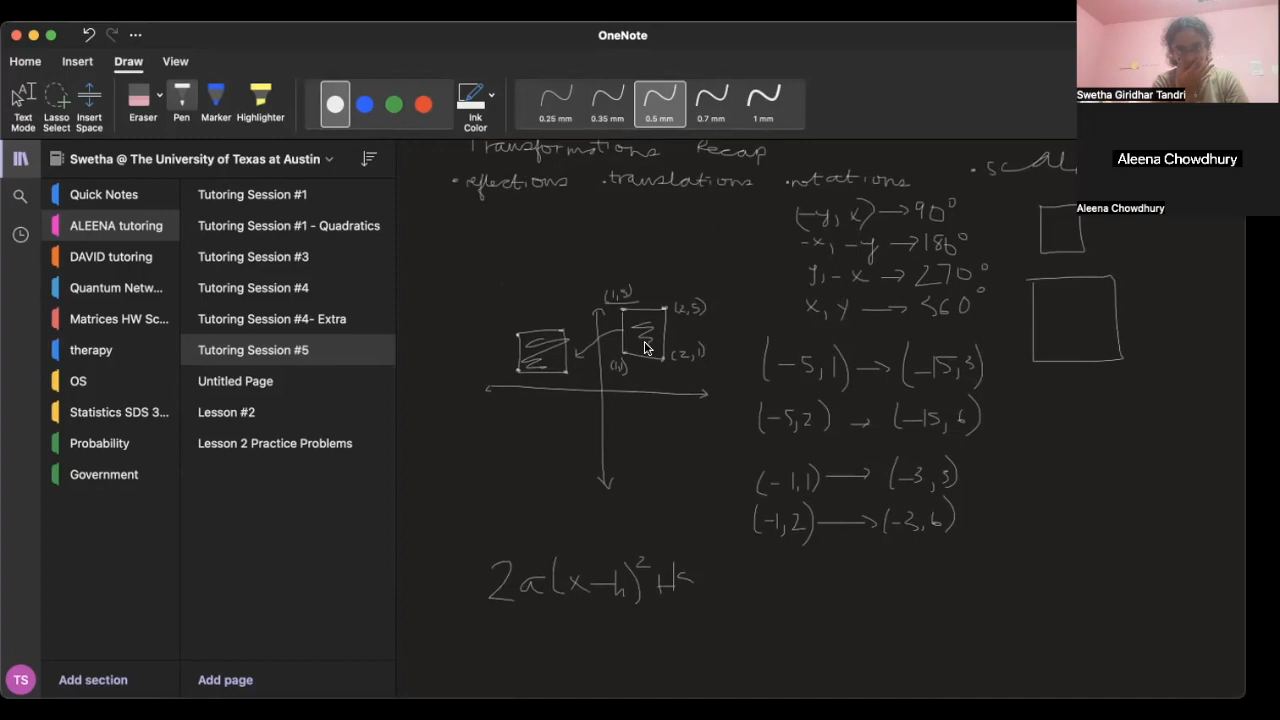 OneNote
Home Insert Draw View
Text Mode
Lasso Select
Insert Space
Eraser
Pen
Marker
Highlighter
Ink Color
0.25 mm
0.35 mm
0.5 mm
0.7 mm
1 mm
Swetha Giridhar Tandri
Aleena Chowdhury
Aleena Chowdhury
Swetha @ The University of Texas at Austin
Quick Notes
ALEENA tutoring
DAVID tutoring
Quantum Netw...
Matrices HW Sc...
therapy
OS
Statistics SDS 3...
Probability
Government
Tutoring Session #1
Tutoring Session #1 - Quadratics
Tutoring Session #3
Tutoring Session #4
Tutoring Session #4- Extra
Tutoring Session #5
Untitled Page
Lesson #2
Lesson 2 Practice Problems
TS
Add section
Add page
Transformations Recap
• reflections • translations • rotations
(-y, x) → 90°
-x, -y → 180°
y, -x → 270°
x, y → 360°
(1,5)
(2,5)
(1,1)
(2,1)
(-5,1) → (-15,3)
(-5,2) → (-15,6)
(-1,1) → (-3,3)
(-1,2) → (-3,6)
2a(x-h)²+k